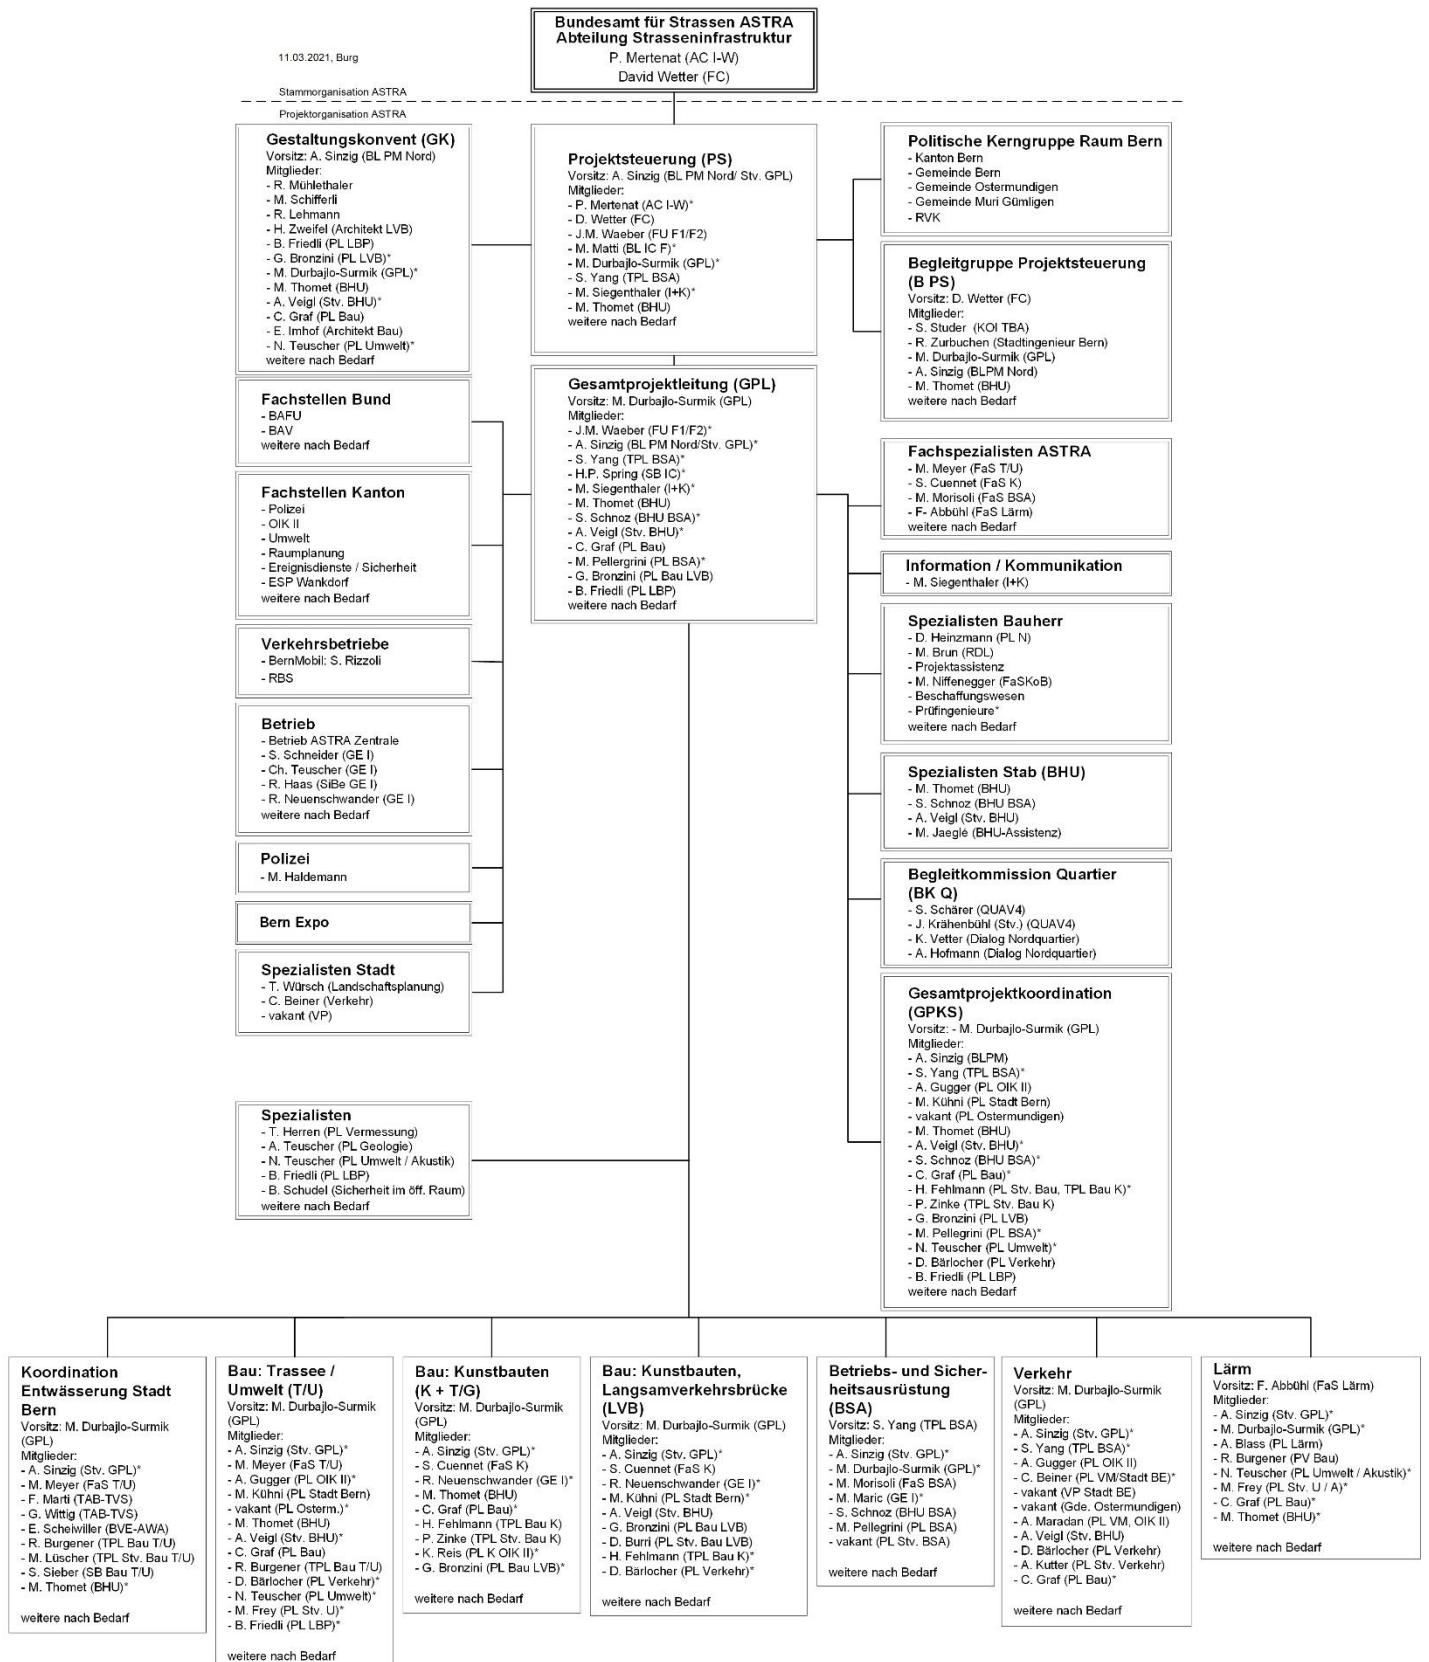 Bundesamt für Strassen ASTRA
Abteilung Strasseninfrastruktur
P. Mertenat (AC I-W)
David Wetter (FC)
11.03.2021, Burg
Stammorganisation ASTRA
Projektorganisation ASTRA
Gestaltungskonvent (GK)
Vorsitz: A. Sinzig (BL PM Nord)
Mitglieder:
- R. Mühlethaler
- M. Schifferli
- R. Lehmann
- H. Zweifel (Architekt LVB)
- B. Friedli (PL LBP)
- G. Bronzini (PL LVB)*
- M. Durbajlo-Surmik (GPL)*
- M. Thomet (BHU)
- A. Veigl (Stv. BHU)*
- C. Graf (PL Bau)
- E. Imhof (Architekt Bau)
- N. Teuscher (PL Umwelt)*
weitere nach Bedarf
Projektsteuerung (PS)
Vorsitz: A. Sinzig (BL PM Nord/ Stv. GPL)
Mitglieder:
- P. Mertenat (AC I-W)*
- D. Wetter (FC)
- J.M. Waeber (FU F1/F2)
- M. Matti (BL IC F)*
- M. Durbajlo-Surmik (GPL)*
- S. Yang (TPL BSA)
- M. Siegenthaler (I+K)*
- M. Thomet (BHU)
weitere nach Bedarf
Politische Kerngruppe Raum Bern
- Kanton Bern
- Gemeinde Bern
- Gemeinde Ostermundigen
- Gemeinde Muri Gümligen
- RVK
Begleitgruppe Projektsteuerung
(B PS)
Vorsitz: D. Wetter (FC)
Mitglieder:
- S. Studer (KOI TBA)
- R. Zurbuchen (Stadtingenieur Bern)
- M. Durbajlo-Surmik (GPL)
- A. Sinzig (BLPM Nord)
- M. Thomet (BHU)
weitere nach Bedarf
Fachstellen Bund
- BAFU
- BAV
weitere nach Bedarf
Fachstellen Kanton
- Polizei
- OIK II
- Umwelt
- Raumplanung
- Ereignisdienste / Sicherheit
- ESP Wankdorf
weitere nach Bedarf
Verkehrsbetriebe
- BernMobil: S. Rizzoli
- RBS
Betrieb
- Betrieb ASTRA Zentrale
- S. Schneider (GE I)
- Ch. Teuscher (GE I)
- R. Haas (SiBe GE I)
- R. Neuenschwander (GE I)
weitere nach Bedarf
Polizei
- M. Haldemann
Bern Expo
Spezialisten Stadt
- T. Würsch (Landschaftsplanung)
- C. Beiner (Verkehr)
- vakant (VP)
Spezialisten
- T. Herren (PL Vermessung)
- A. Teuscher (PL Geologie)
- N. Teuscher (PL Umwelt / Akustik)
- B. Friedli (PL LBP)
- B. Schudel (Sicherheit im öff. Raum)
weitere nach Bedarf
Gesamtprojektleitung (GPL)
Vorsitz: M. Durbajlo-Surmik (GPL)
Mitglieder:
- J.M. Waeber (FU F1/F2)*
- A. Sinzig (BL PM Nord/Stv. GPL)*
- S. Yang (TPL BSA)*
- H.P. Spring (SB IC)*
- M. Siegenthaler (I+K)*
- M. Thomet (BHU)
- S. Schnoz (BHU BSA)*
- A. Veigl (Stv. BHU)*
- C. Graf (PL Bau)
- M. Pellergrini (PL BSA)*
- G. Bronzini (PL Bau LVB)
- B. Friedli (PL LBP)
weitere nach Bedarf
Fachspezialisten ASTRA
- M. Meyer (FaS T/U)
- S. Cuennet (FaS K)
- M. Morisoli (FaS BSA)
- F- Abbühl (FaS Lärm)
weitere nach Bedarf
Information / Kommunikation
- M. Siegenthaler (I+K)
Spezialisten Bauherr
- D. Heinzmann (PL N)
- M. Brun (RDL)
- Projektassistenz
- M. Niffenegger (FaSKoB)
- Beschaffungswesen
- Prüfingenieure*
weitere nach Bedarf
Spezialisten Stab (BHU)
- M. Thomet (BHU)
- S. Schnoz (BHU BSA)
- A. Veigl (Stv. BHU)
- M. Jaeglé (BHU-Assistenz)
Begleitkommission Quartier
(BK Q)
- S. Schärer (QUAV4)
- J. Krähenbühl (Stv.) (QUAV4)
- K. Vetter (Dialog Nordquartier)
- A. Hofmann (Dialog Nordquartier)
Gesamtprojektkoordination
(GPKS)
Vorsitz: - M. Durbajlo-Surmik (GPL)
Mitglieder:
- A. Sinzig (BLPM)
- S. Yang (TPL BSA)*
- A. Gugger (PL OIK II)
- M. Kühni (PL Stadt Bern)
- vakant (PL Ostermundigen)
- M. Thomet (BHU)
- A. Veigl (Stv. BHU)*
- S. Schnoz (BHU BSA)*
- C. Graf (PL Bau)*
- H. Fehlmann (PL Stv. Bau, TPL Bau K)*
- P. Zinke (TPL Stv. Bau K)
- G. Bronzini (PL LVB)
- M. Pellegrini (PL BSA)*
- N. Teuscher (PL Umwelt)*
- D. Bärlocher (PL Verkehr)
- B. Friedli (PL LBP)
weitere nach Bedarf
Koordination
Entwässerung Stadt
Bern
Vorsitz: M. Durbajlo-Surmik
(GPL)
Mitglieder:
- A. Sinzig (Stv. GPL)*
- M. Meyer (FaS T/U)
- F. Marti (TAB-TVS)
- G. Wittig (TAB-TVS)
- E. Scheiwiller (BVE-AWA)
- R. Burgener (TPL Bau T/U)
- M. Lüscher (TPL Stv. Bau T/U)
- S. Sieber (SB Bau T/U)
- M. Thomet (BHU)*
weitere nach Bedarf
Bau: Trassee /
Umwelt (T/U)
Vorsitz: M. Durbajlo-Surmik
(GPL)
Mitglieder:
- A. Sinzig (Stv. GPL)*
- M. Meyer (FaS T/U)
- A. Gugger (PL OIK II)*
- M. Kühni (PL Stadt Bern)
- vakant (PL Osterm.)*
- M. Thomet (BHU)
- A. Veigl (Stv. BHU)*
- C. Graf (PL Bau)
- R. Burgener (TPL Bau T/U)
- D. Bärlocher (PL Verkehr)*
- N. Teuscher (PL Umwelt)*
- M. Frey (PL Stv. U)*
- B. Friedli (PL LBP)*
weitere nach Bedarf
Bau: Kunstbauten
(K + T/G)
Vorsitz: M. Durbajlo-Surmik
(GPL)
Mitglieder:
- A. Sinzig (Stv. GPL)*
- S. Cuennet (FaS K)
- R. Neuenschwander (GE I)*
- M. Thomet (BHU)
- C. Graf (PL Bau)*
- H. Fehlmann (TPL Bau K)
- P. Zinke (TPL Stv. Bau K)
- K. Reis (PL K OIK II)*
- G. Bronzini (PL Bau LVB)*
weitere nach Bedarf
Bau: Kunstbauten,
Langsamverkehrsbrücke
(LVB)
Vorsitz: M. Durbajlo-Surmik (GPL)
Mitglieder:
- A. Sinzig (Stv. GPL)*
- S. Cuennet (FaS K)
- R. Neuenschwander (GE I)*
- M. Kühni (PL Stadt Bern)*
- A. Veigl (Stv. BHU)
- G. Bronzini (PL Bau LVB)
- D. Burri (PL Stv. Bau LVB)
- H. Fehlmann (TPL Bau K)*
- D. Bärlocher (PL Verkehr)*
weitere nach Bedarf
Betriebs- und Sicher-
heitsausrüstung
(BSA)
Vorsitz: S. Yang (TPL BSA)
Mitglieder:
- A. Sinzig (Stv. GPL)*
- M. Durbajlo-Surmik (GPL)*
- M. Morisoli (FaS BSA)
- M. Maric (GE I)*
- S. Schnoz (BHU BSA)
- M. Pellegrini (PL BSA)
- vakant (PL Stv. BSA)
weitere nach Bedarf
Verkehr
Vorsitz: M. Durbajlo-Surmik
(GPL)
Mitglieder:
- A. Sinzig (Stv. GPL)*
- S. Yang (TPL BSA)*
- A. Gugger (PL OIK II)
- C. Beiner (PL VM/Stadt BE)*
- vakant (VP Stadt BE)
- vakant (Gde. Ostermundigen)
- A. Maradan (PL VM, OIK II)
- A. Veigl (Stv. BHU)
- D. Bärlocher (PL Verkehr)
- A. Kutter (PL Stv. Verkehr)
- C. Graf (PL Bau)*
weitere nach Bedarf
Lärm
Vorsitz: F. Abbühl (FaS Lärm)
Mitglieder:
- A. Sinzig (Stv. GPL)*
- M. Durbajlo-Surmik (GPL)*
- A. Blass (PL Lärm)
- R. Burgener (PV Bau)
- N. Teuscher (PL Umwelt / Akustik)*
- M. Frey (PL Stv. U / A)*
- C. Graf (PL Bau)*
- M. Thomet (BHU)*
weitere nach Bedarf